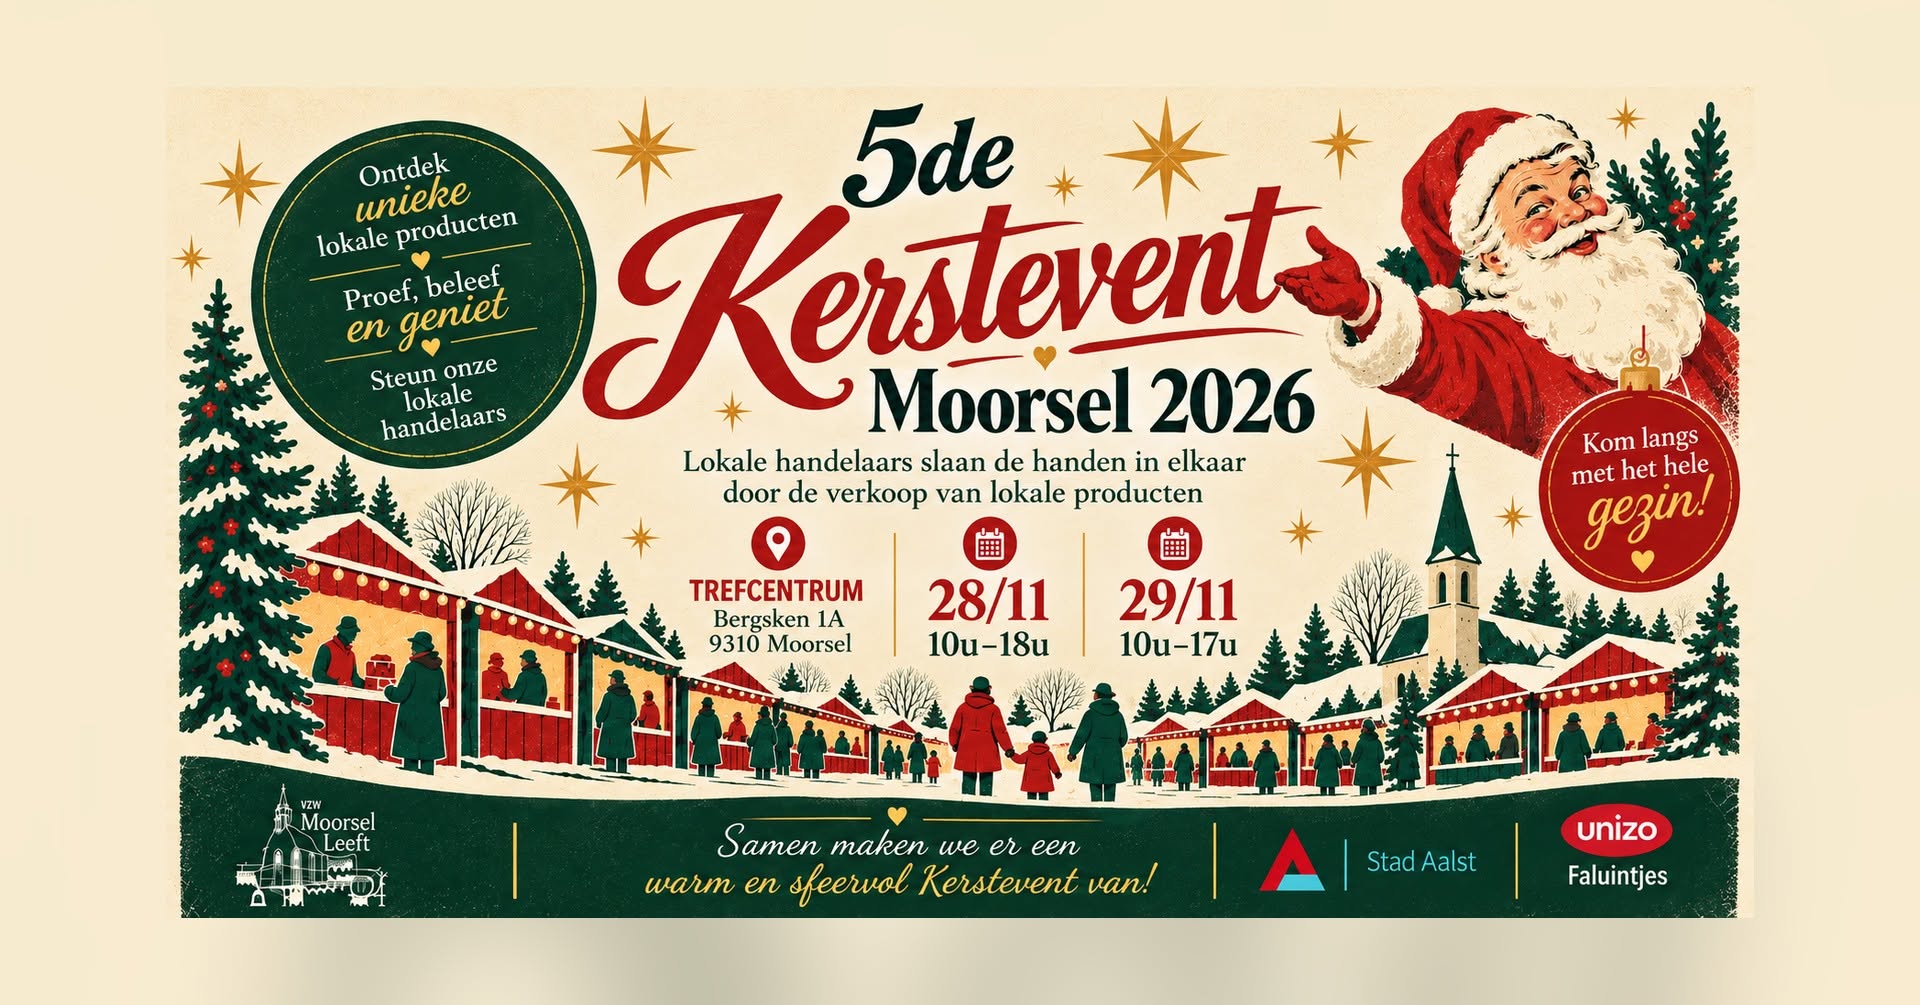 5de
Kerstevent
Moorsel 2026
Ontdek
unieke
lokale producten
Proef, beleef
en geniet
Steun onze
lokale
handelaars
Kom langs
met het hele
gezin!
Lokale handelaars slaan de handen in elkaar
door de verkoop van lokale producten
TREFCENTRUM
Bergsken 1A
9310 Moorsel
28/11
10u-18u
29/11
10u-17u
vzw
Moorsel
Leeft
Samen maken we er een
warm en sfeervol Kerstevent van!
Stad Aalst
unizo
Faluintjes